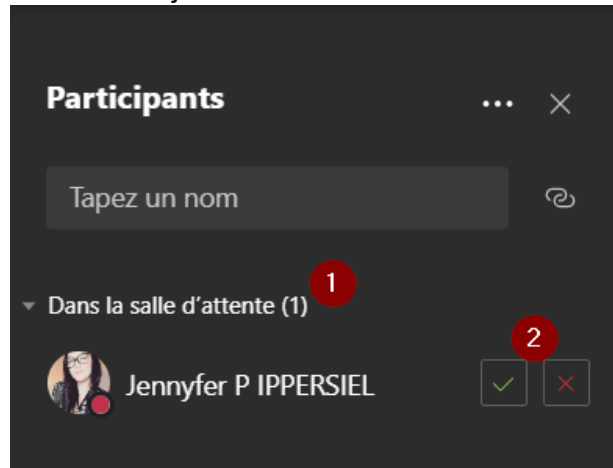 Participants
Tapez un nom
1
Dans la salle d'attente (1)
2
Jennyfer P IPPERSIEL